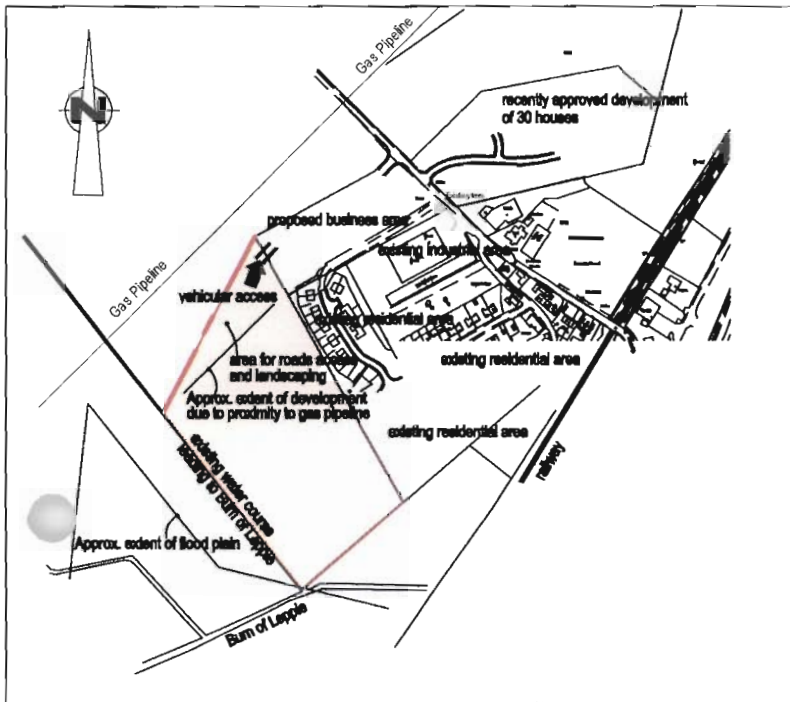 Gas Pipeline
N
recently approved development
of 30 houses
proposed business area
existing industrial area
vehicular access
Gas Pipeline
existing residential area
area for roads access
and landscaping
existing residential area
Approx. extent of development
due to proximity to gas pipeline
existing residential area
existing water course
leading to Burn of Leppie
railway
Approx. extent of flood plain
Burn of Leppie